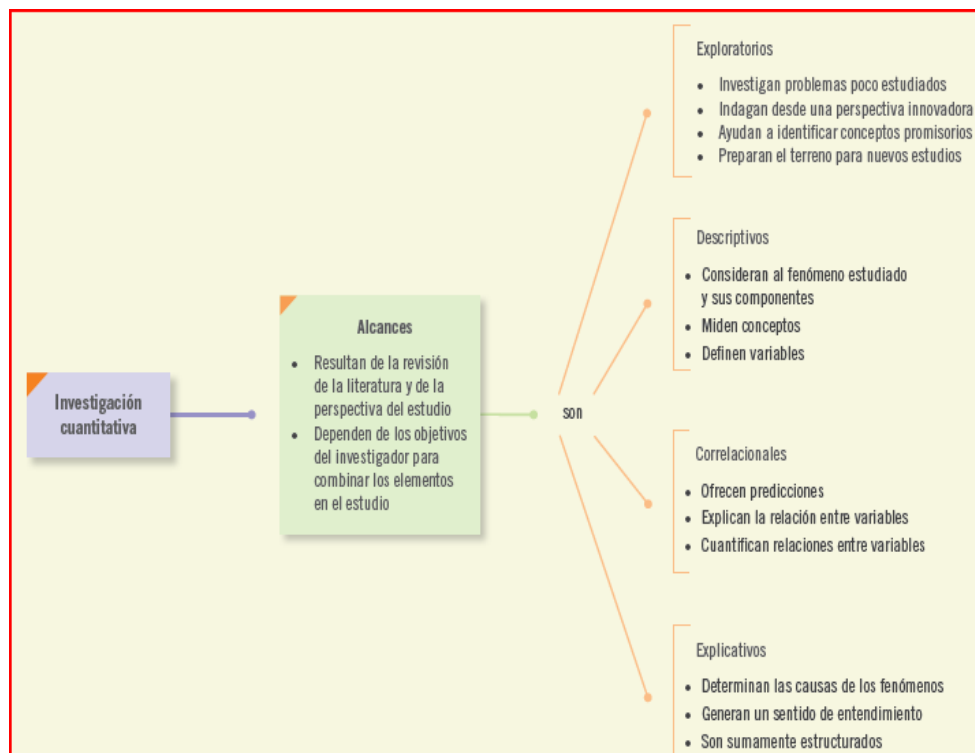 Investigación
cuantitativa
Alcances
• Resultan de la revisión
de la literatura y de la
perspectiva del estudio
• Dependen de los objetivos
del investigador para
combinar los elementos
en el estudio
son
Exploratorios
• Investigan problemas poco estudiados
• Indagan desde una perspectiva innovadora
• Ayudan a identificar conceptos promisorios
• Preparan el terreno para nuevos estudios
Descriptivos
• Consideran al fenómeno estudiado
y sus componentes
• Miden conceptos
• Definen variables
Correlacionales
• Ofrecen predicciones
• Explican la relación entre variables
• Cuantifican relaciones entre variables
Explicativos
• Determinan las causas de los fenómenos
• Generan un sentido de entendimiento
• Son sumamente estructurados